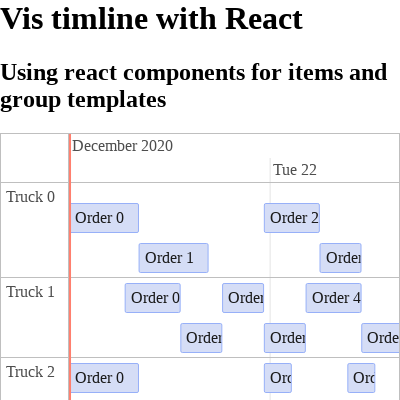 Vis timline with React
Using react components for items and
group templates
December 2020
Tue 22
Truck 0
Order 0
Order 2
Order 1
Order
Truck 1
Order 0
Order
Order 4
Order
Order
Orde
Truck 2
Order 0
Orc
Orc